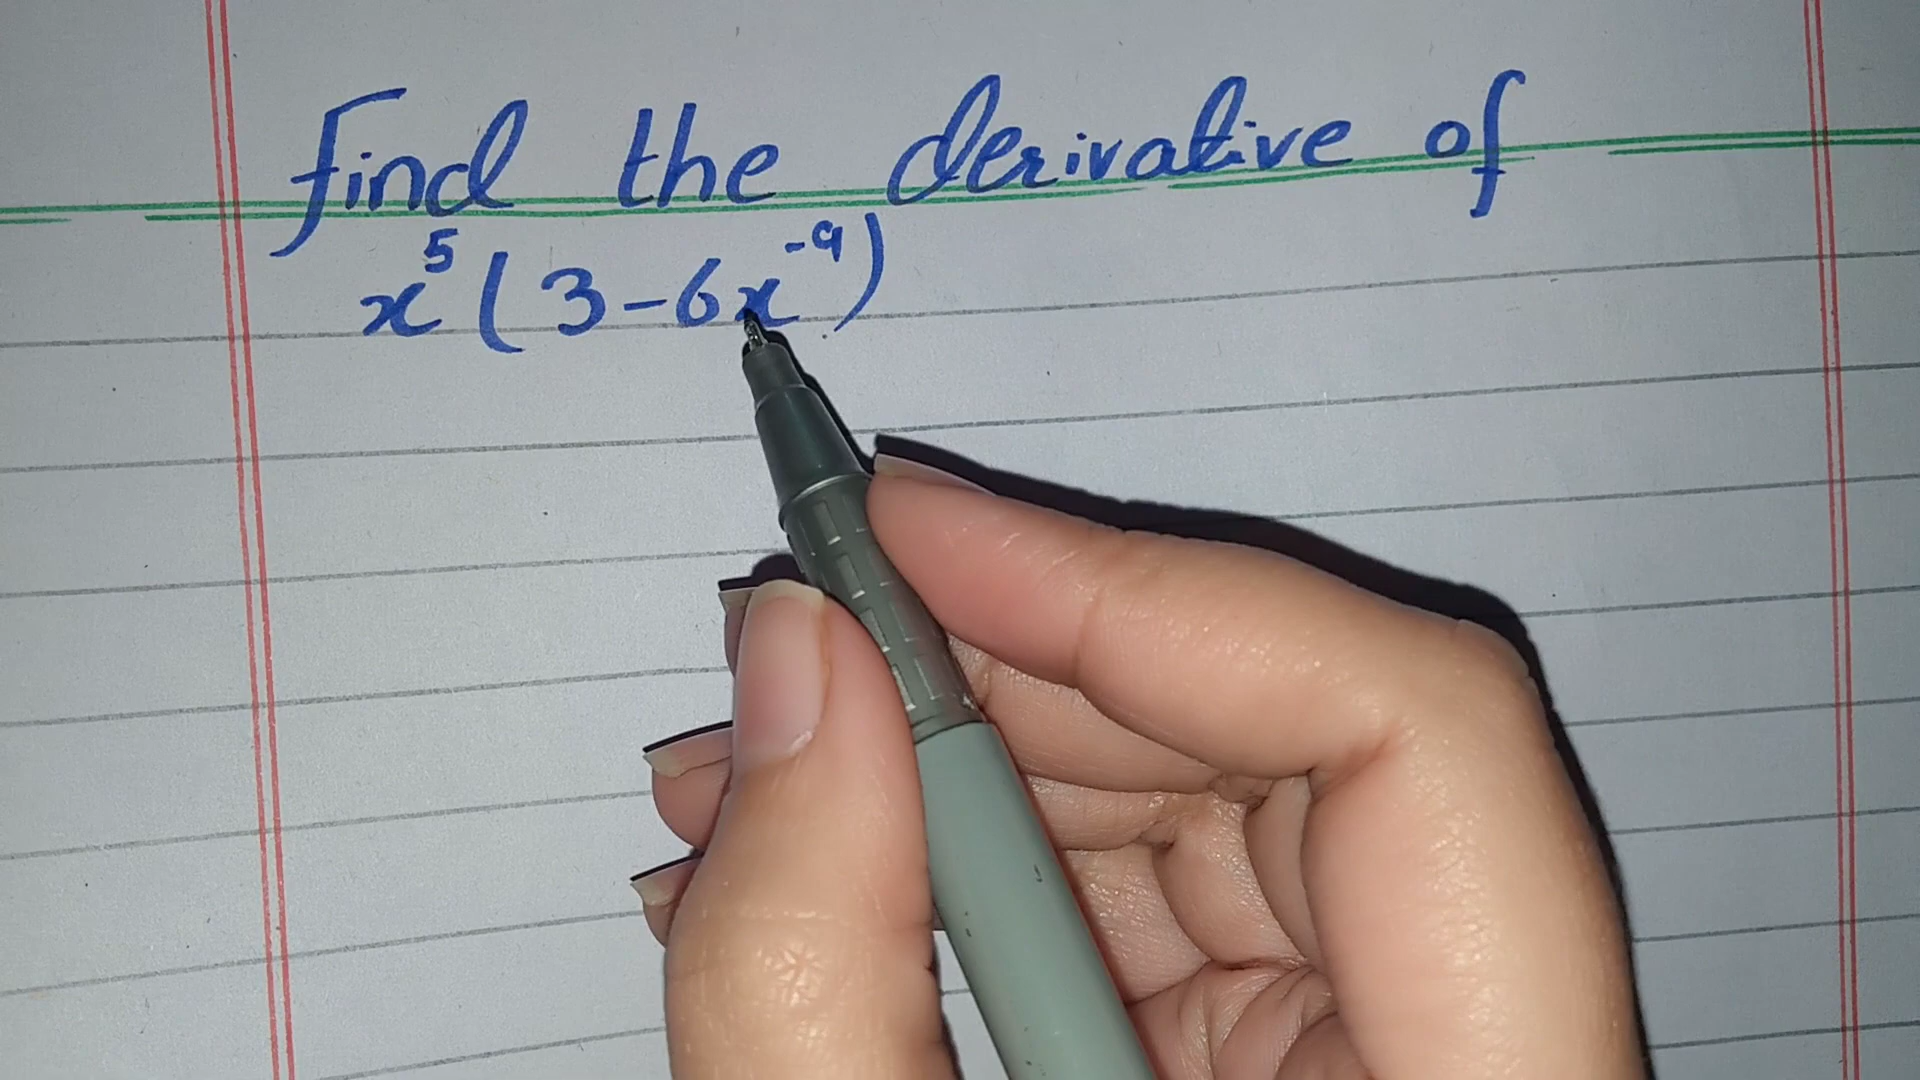 find the derivative of
x⁵(3-6x⁻⁹)